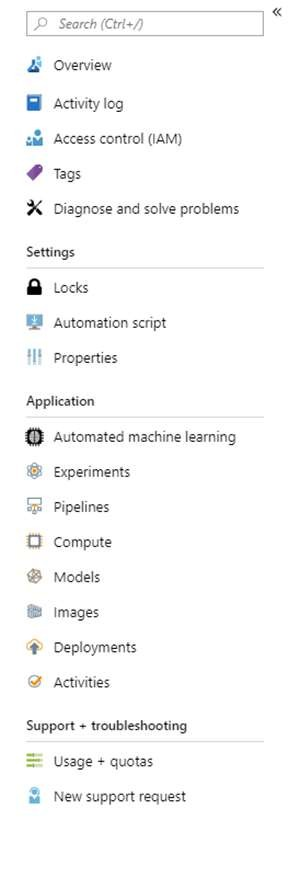 Search (Ctrl+/)
«
Overview
Activity log
Access control (IAM)
Tags
Diagnose and solve problems
Settings
Locks
Automation script
Properties
Application
Automated machine learning
Experiments
Pipelines
Compute
Models
Images
Deployments
Activities
Support + troubleshooting
Usage + quotas
New support request